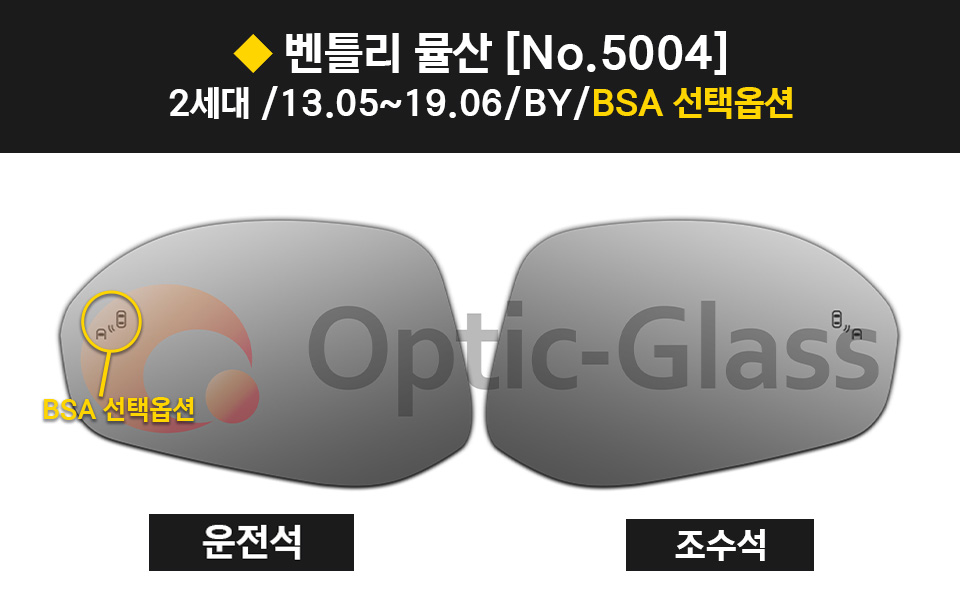 ◆ 벤틀리 뮬산 [No.5004]
2세대 /13.05~19.06/BY/BSA 선택옵션
Optic-Glass
BSA 선택옵션
운전석
조수석